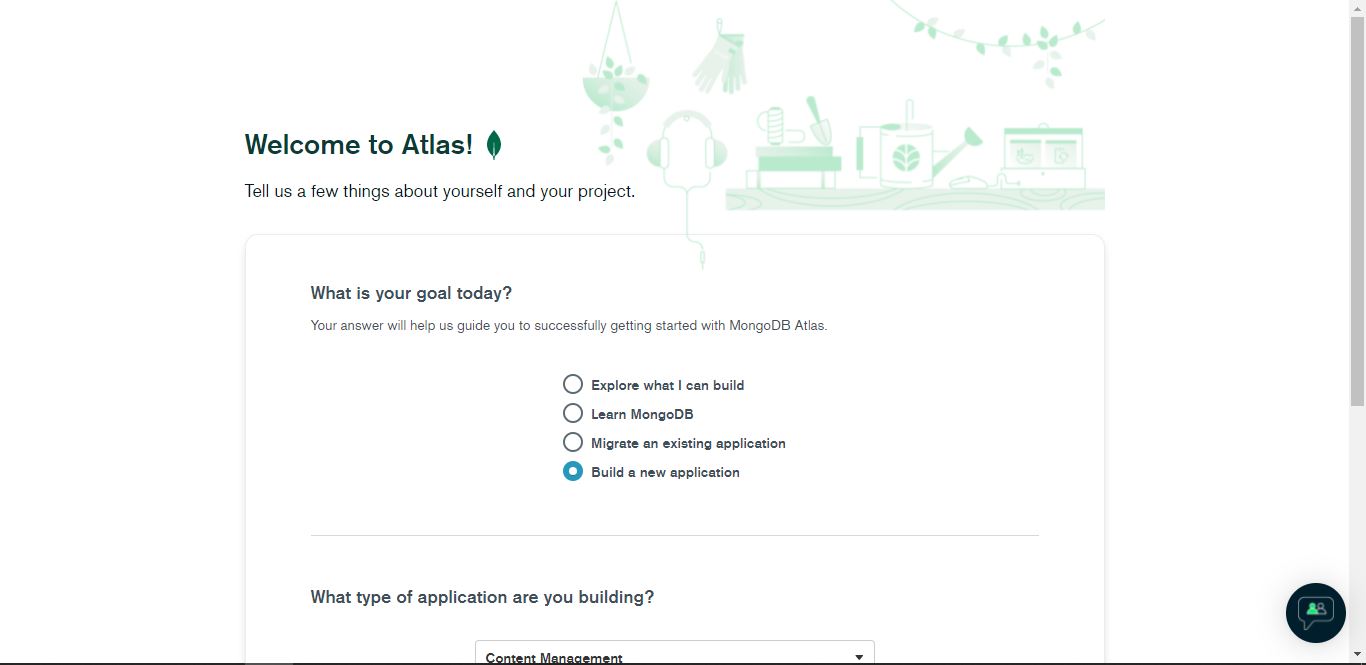 Welcome to Atlas!
Tell us a few things about yourself and your project.
What is your goal today?
Your answer will help us guide you to successfully getting started with MongoDB Atlas.
Explore what I can build
Learn MongoDB
Migrate an existing application
Build a new application
What type of application are you building?
Content Management